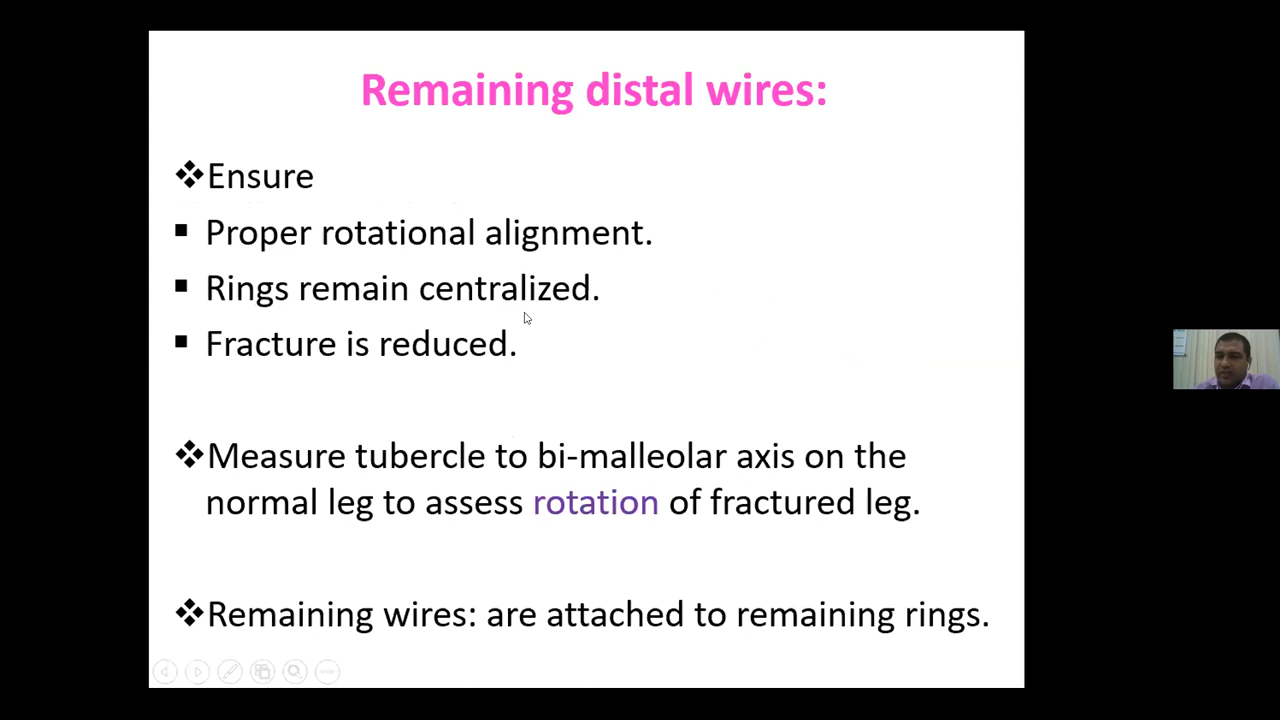 Remaining distal wires:
❖Ensure
▪ Proper rotational alignment.
▪ Rings remain centralized.
▪ Fracture is reduced.
❖Measure tubercle to bi-malleolar axis on the
normal leg to assess rotation of fractured leg.
❖Remaining wires: are attached to remaining rings.